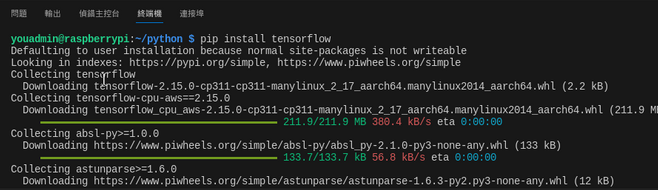 問題 輸出 偵錯主控台 終端機 連接埠
youadmin@raspberrypi:~/python $ pip install tensorflow
Defaulting to user installation because normal site-packages is not writeable
Looking in indexes: https://pypi.org/simple, https://www.piwheels.org/simple
Collecting tensorflow
Downloading tensorflow-2.15.0-cp311-cp311-manylinux_2_17_aarch64.manylinux2014_aarch64.whl (2.2 kB)
Collecting tensorflow-cpu-aws==2.15.0
Downloading tensorflow_cpu_aws-2.15.0-cp311-cp311-manylinux_2_17_aarch64.manylinux2014_aarch64.whl (211.9 MB
211.9/211.9 MB 380.4 kB/s eta 0:00:00
Collecting absl-py>=1.0.0
Downloading https://www.piwheels.org/simple/absl-py/absl_py-2.1.0-py3-none-any.whl (133 kB)
133.7/133.7 kB 56.8 kB/s eta 0:00:00
Collecting astunparse>=1.6.0
Downloading https://www.piwheels.org/simple/astunparse/astunparse-1.6.3-py2.py3-none-any.whl (12 kB)